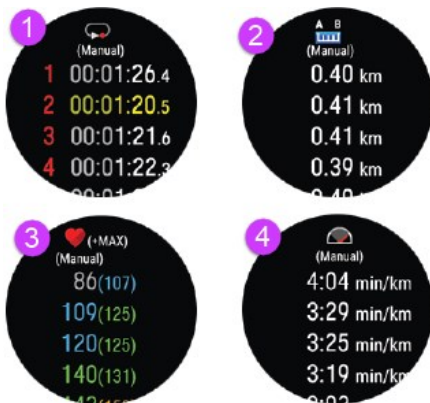 1
(Manual)
1 00:01:26.4
2 00:01:20.5
3 00:01:21.6
4 00:01:22.3
2
A B
(Manual)
0.40 km
0.41 km
0.41 km
0.39 km
3
(+MAX)
(Manual)
86(107)
109(125)
120(125)
140(131)
4
(Manual)
4:04 min/km
3:29 min/km
3:25 min/km
3:19 min/km